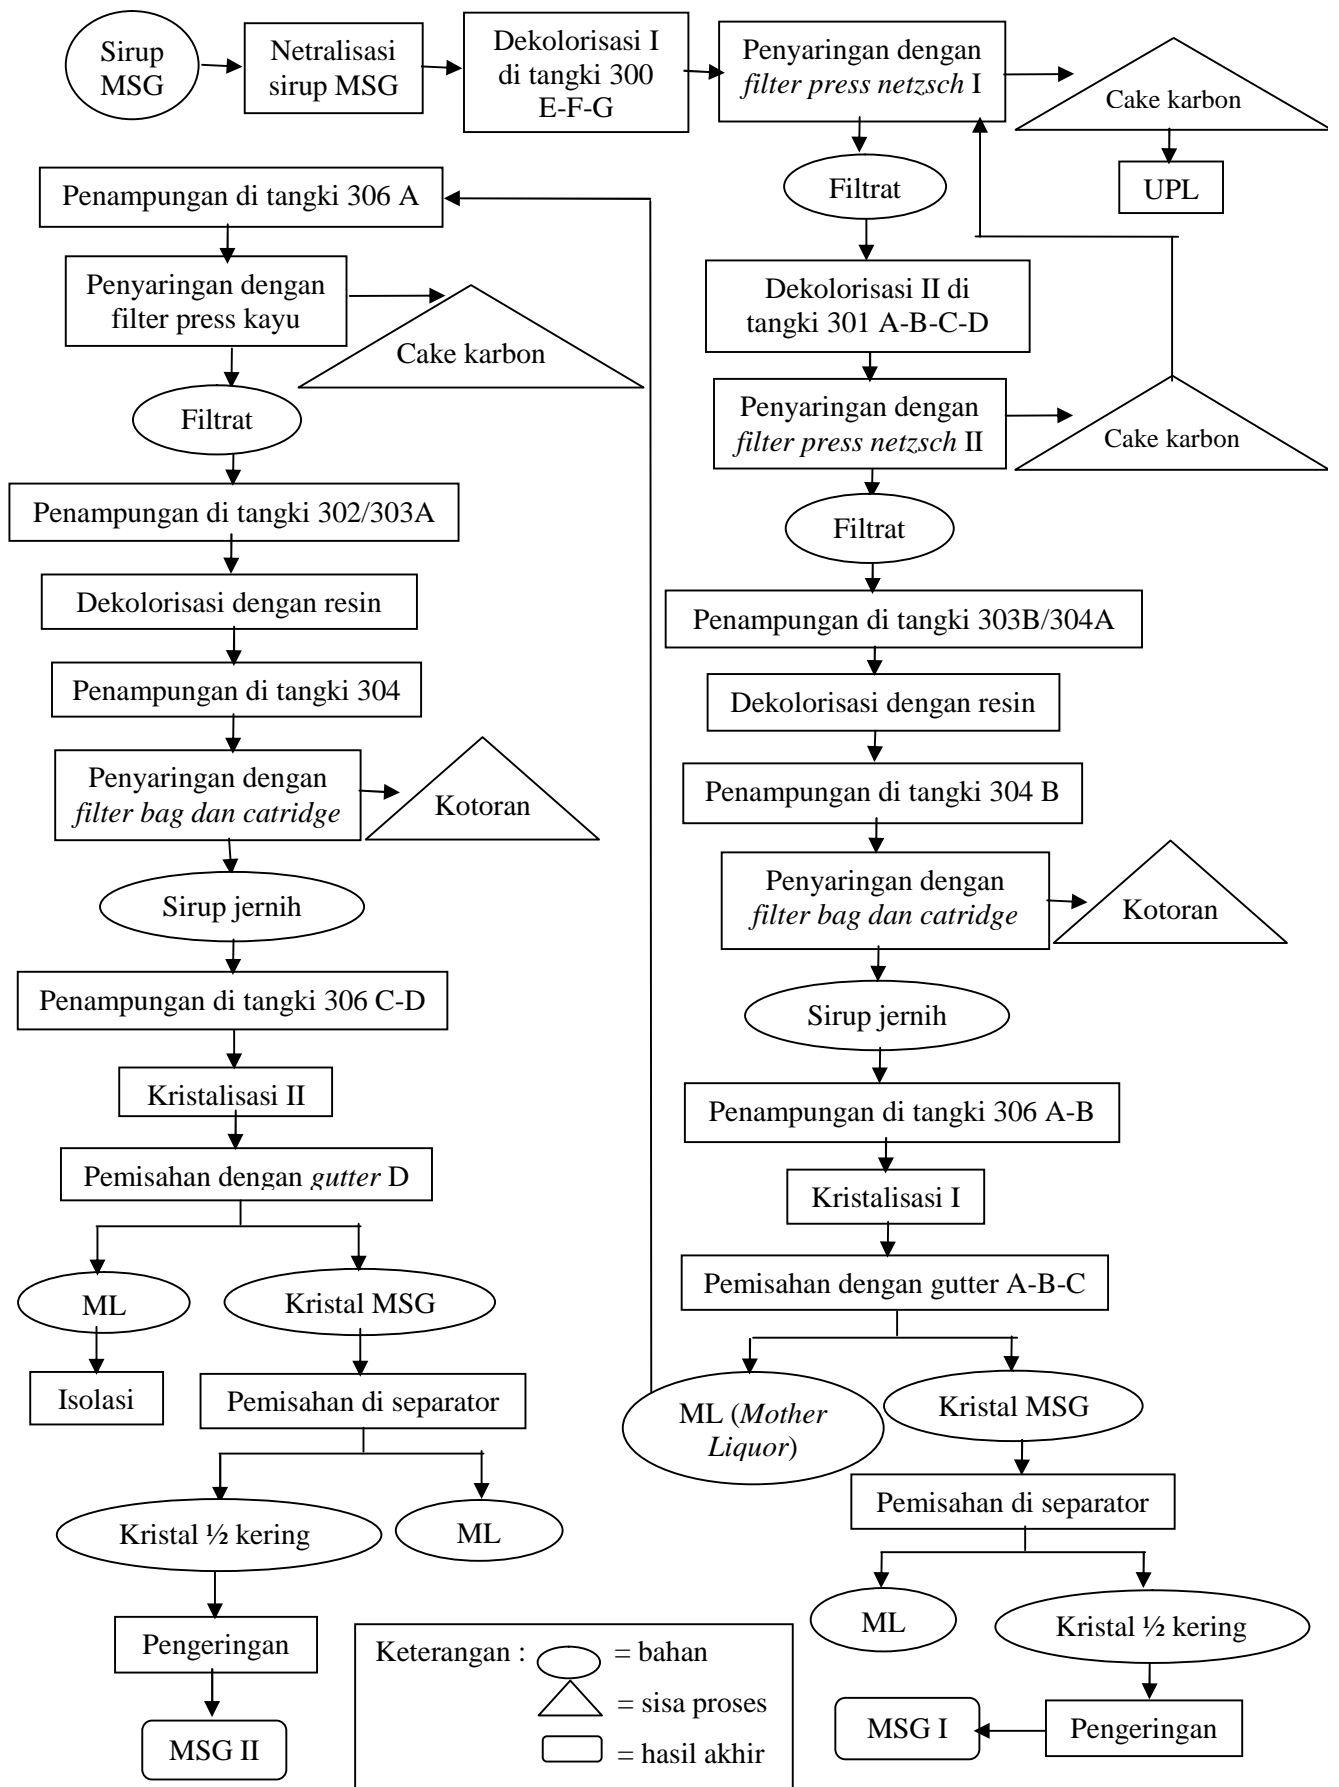 Sirup
MSG
Netralisasi
sirup MSG
Dekolorisasi I
di tangki 300
E-F-G
Penyaringan dengan
filter press netzsch I
Cake karbon
UPL
Filtrat
Dekolorisasi II di
tangki 301 A-B-C-D
Penyaringan dengan
filter press netzsch II
Cake karbon
Filtrat
Penampungan di tangki 303B/304A
Dekolorisasi dengan resin
Penampungan di tangki 304 B
Penyaringan dengan
filter bag dan catridge
Kotoran
Sirup jernih
Penampungan di tangki 306 A-B
Kristalisasi I
Pemisahan dengan gutter A-B-C
ML (Mother
Liquor)
Kristal MSG
Pemisahan di separator
ML
Kristal ½ kering
Pengeringan
MSG I
Penampungan di tangki 306 A
Penyaringan dengan
filter press kayu
Cake karbon
Filtrat
Penampungan di tangki 302/303A
Dekolorisasi dengan resin
Penampungan di tangki 304
Penyaringan dengan
filter bag dan catridge
Kotoran
Sirup jernih
Penampungan di tangki 306 C-D
Kristalisasi II
Pemisahan dengan gutter D
ML
Isolasi
Kristal MSG
Pemisahan di separator
Kristal ½ kering
ML
Pengeringan
MSG II
Keterangan :
= bahan
= sisa proses
= hasil akhir